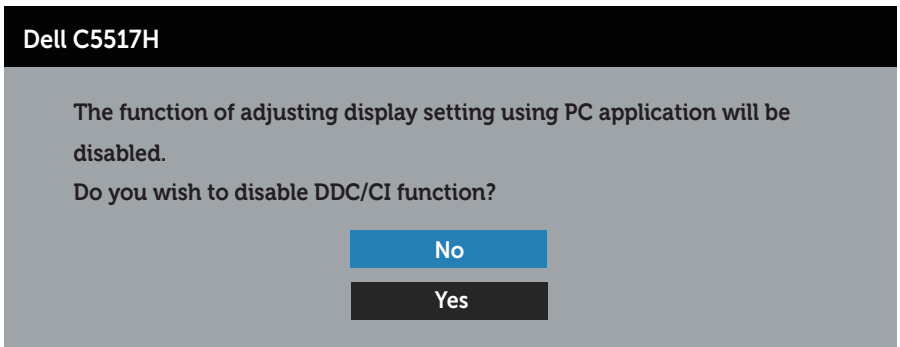 Dell C5517H
The function of adjusting display setting using PC application will be
disabled.
Do you wish to disable DDC/CI function?
No
Yes